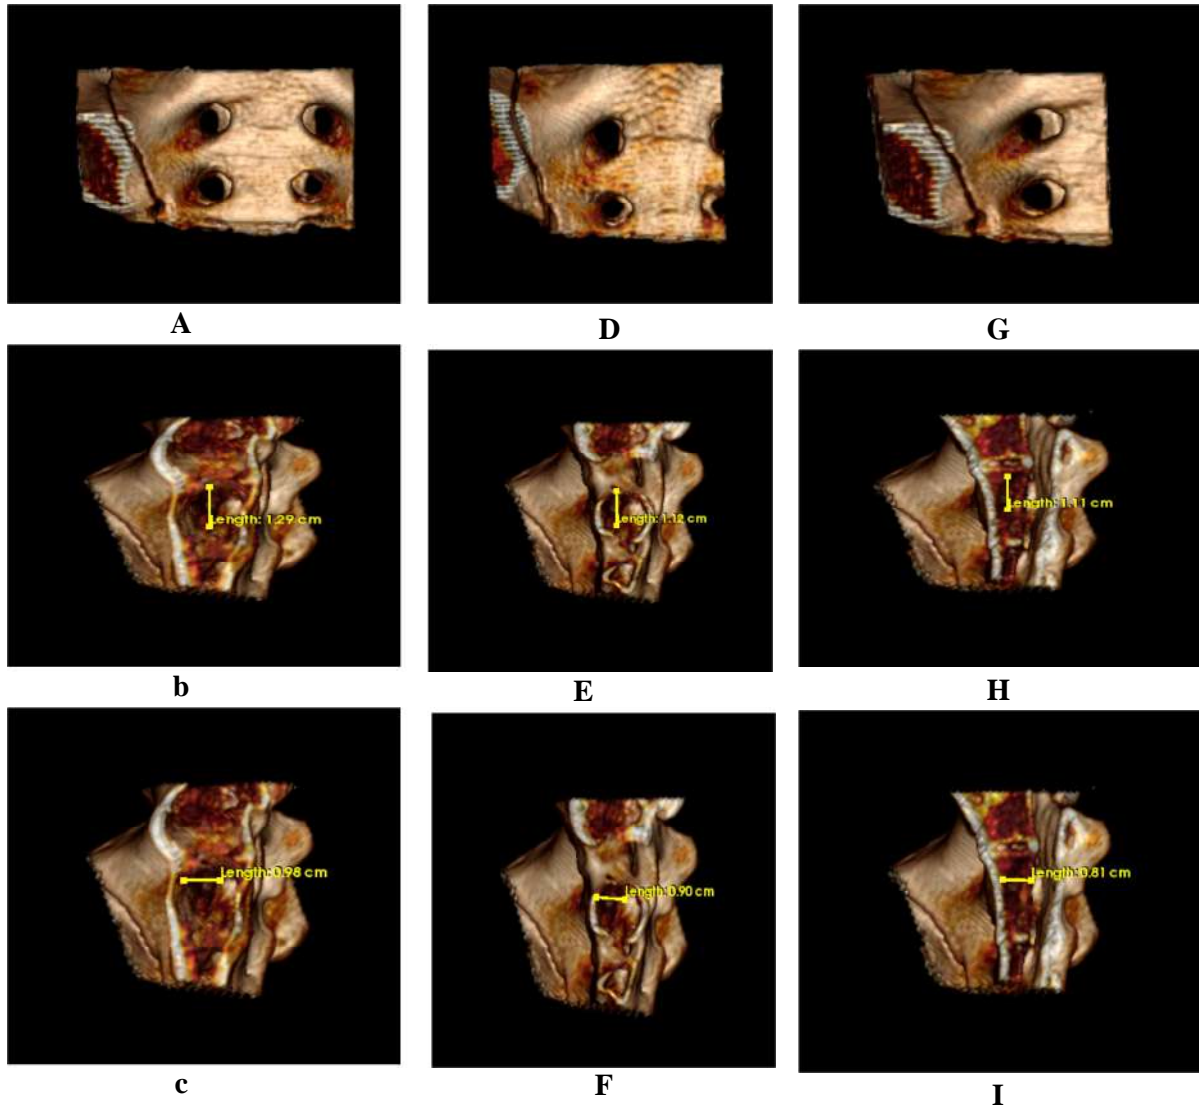 A
D
G
Length: 1.29 cm
Length: 1.12 cm
Length: 1.11 cm
b
E
H
Length: 0.98 cm
Length: 0.90 cm
Length: 0.81 cm
c
F
I